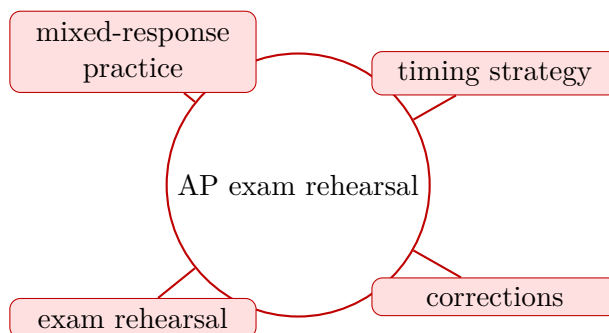 mixed-response
practice
timing strategy
AP exam rehearsal
exam rehearsal
corrections